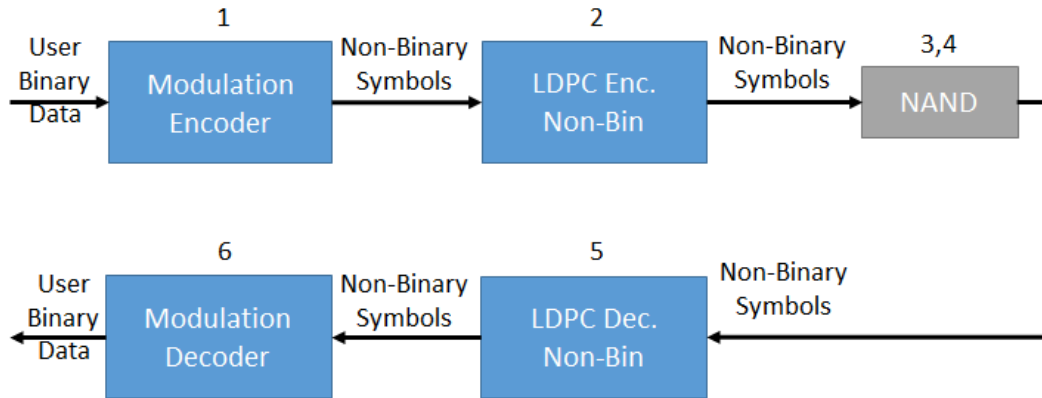 1
User
Binary
Data
Modulation
Encoder
Non-Binary
Symbols
2
LDPC Enc.
Non-Bin
Non-Binary
Symbols
3,4
NAND
User
Binary
Data
6
Modulation
Decoder
Non-Binary
Symbols
5
LDPC Dec.
Non-Bin
Non-Binary
Symbols